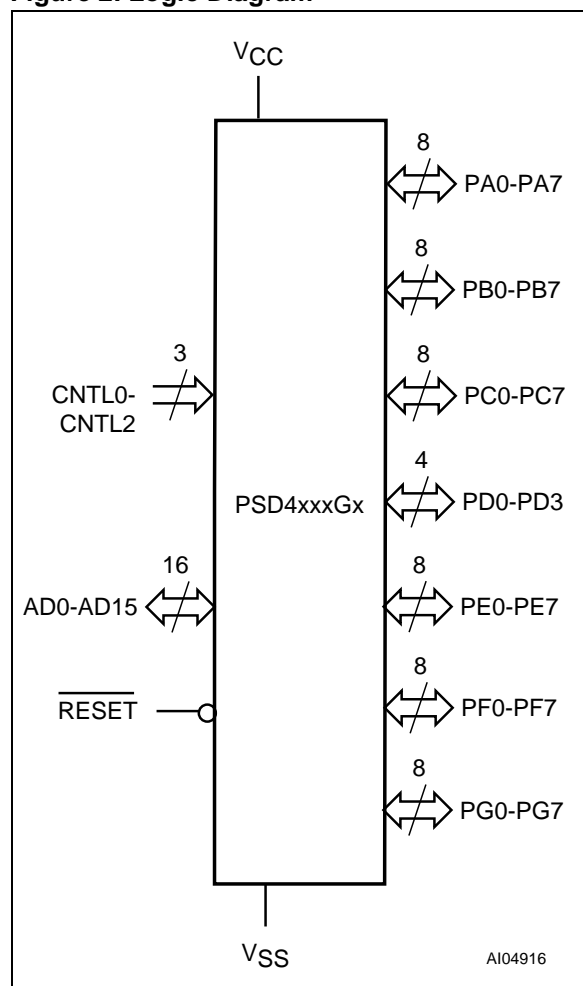 Figure 2. Logic Diagram
VCC
8
PA0-PA7
8
PB0-PB7
3
CNTL0-
CNTL2
8
PC0-PC7
PSD4xxxGx
4
PD0-PD3
16
AD0-AD15
8
PE0-PE7
RESET
8
PF0-PF7
8
PG0-PG7
VSS
AI04916